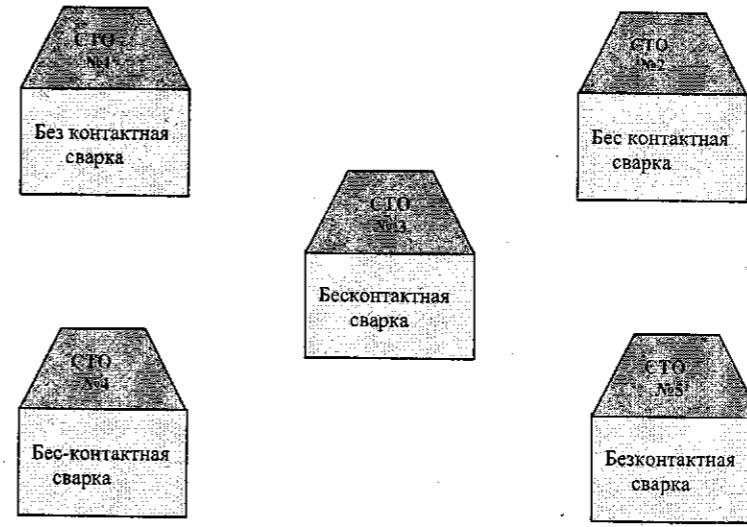 СТО
№1
Без контактная
сварка
СТО
№2
Бес контактная
сварка
СТО
№3
Бесконтактная
сварка
СТО
№4
Бес-контактная
сварка
СТО
№5
Безконтактная
сварка